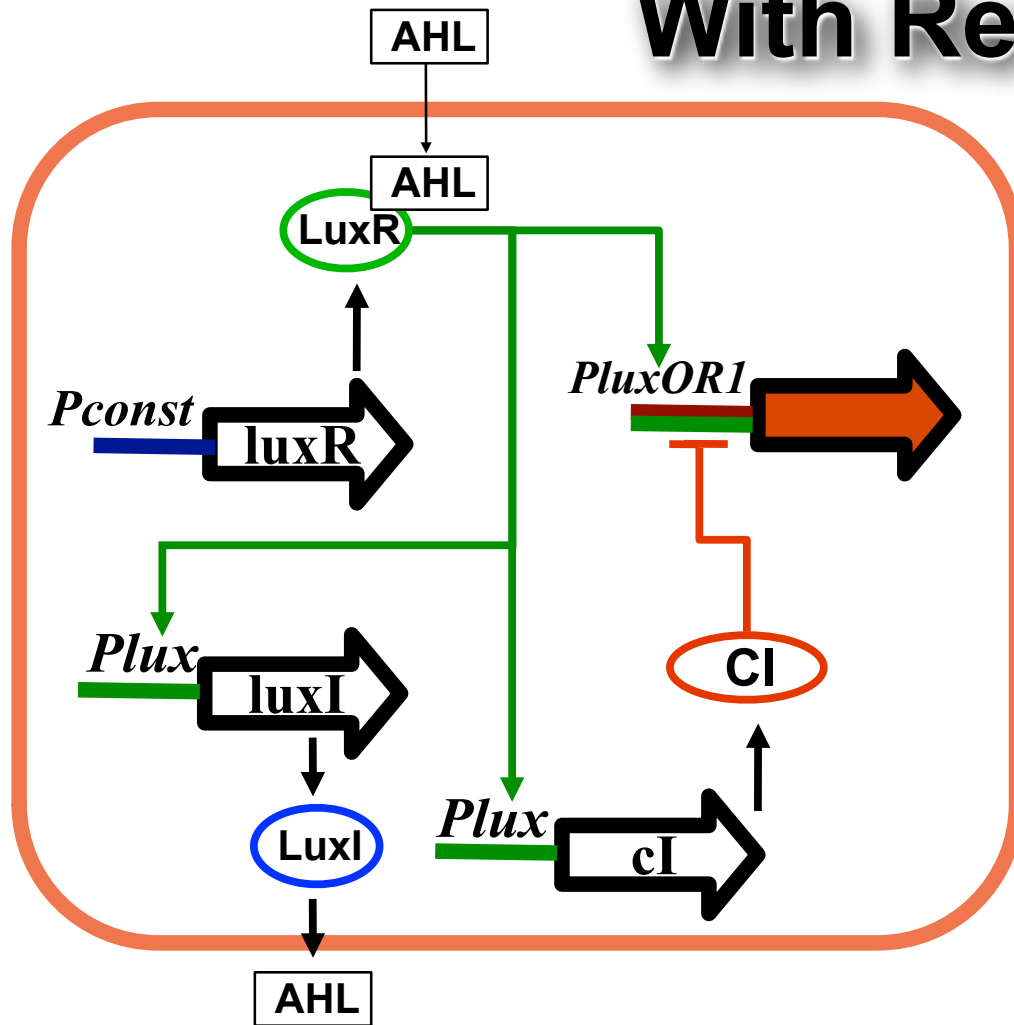 With Re
AHL
AHL
LuxR
PluxOR1
Pconst
luxR
Plux
luxI
CI
Plux
cI
LuxI
AHL